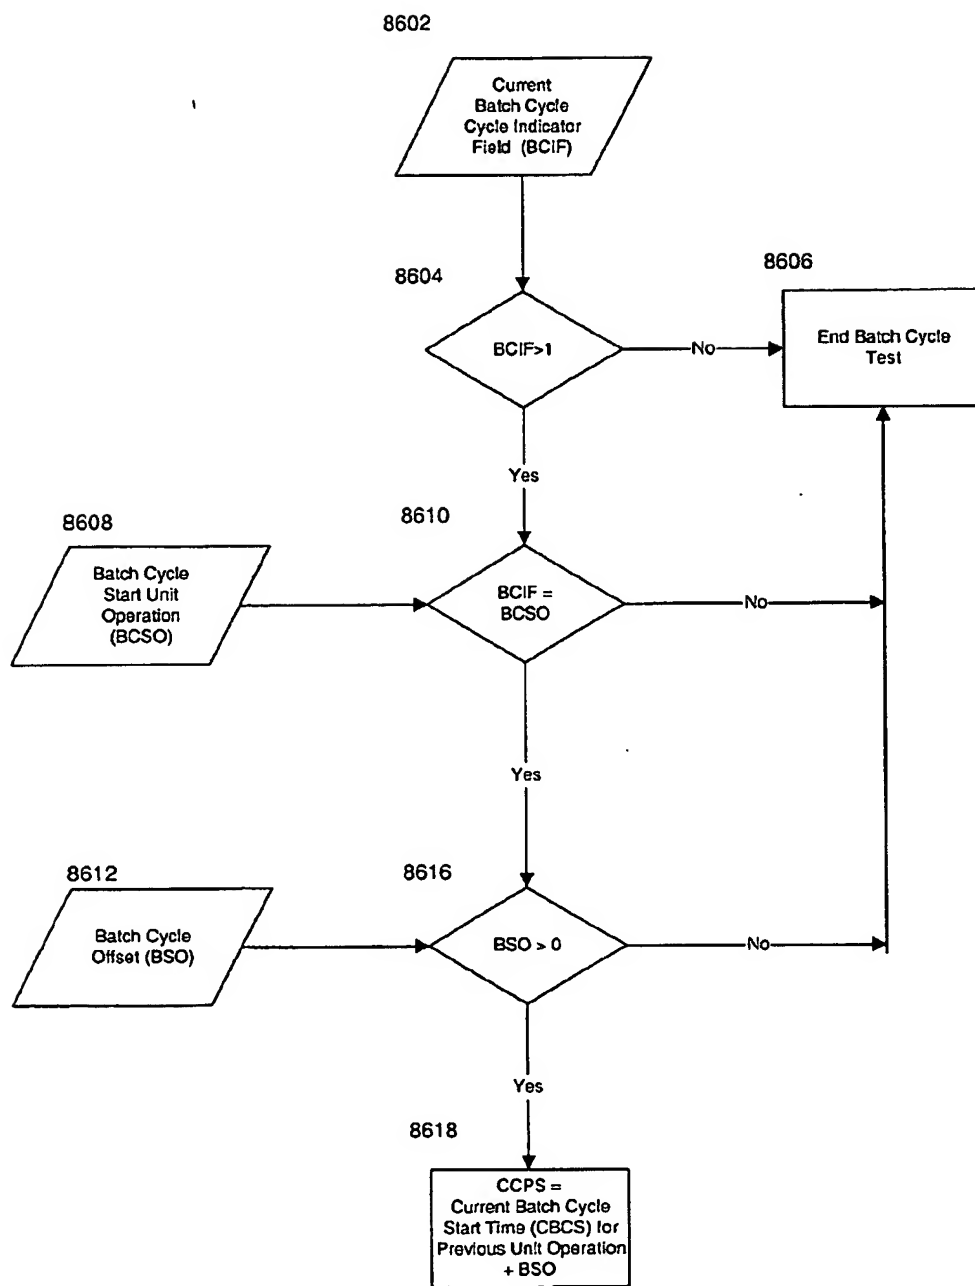 8602
Current
Batch Cycle
Cycle Indicator
Field (BCIF)
8604
BCIF>1
No
8606
End Batch Cycle
Test
Yes
8608
Batch Cycle
Start Unit
Operation
(BCSO)
8610
BCIF =
BCSO
No
Yes
8612
Batch Cycle
Offset (BSO)
8616
BSO > 0
No
Yes
8618
CCPS =
Current Batch Cycle
Start Time (CBCS) for
Previous Unit Operation
+ BSO